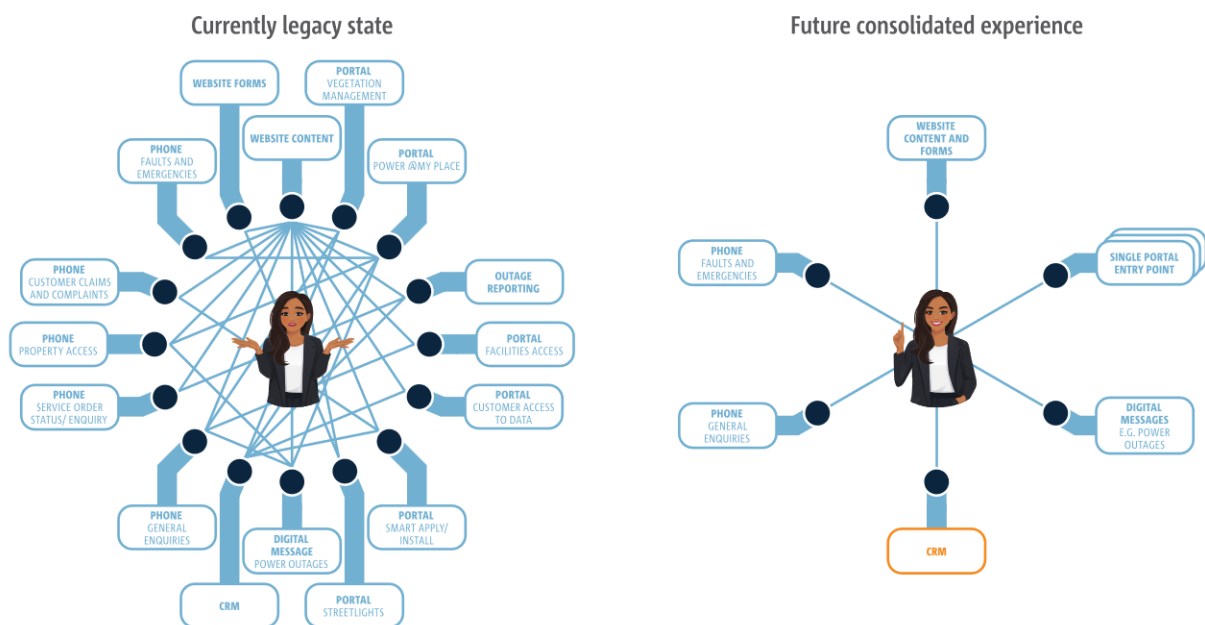 Currently legacy state
Future consolidated experience
WEBSITE FORMS
PORTAL
VEGETATION
MANAGEMENT
WEBSITE CONTENT
PHONE
FAULTS AND
EMERGENCIES
PORTAL
POWER @MY PLACE
PHONE
CUSTOMER CLAIMS
AND COMPLAINTS
OUTAGE
REPORTING
PHONE
PROPERTY ACCESS
PORTAL
FACILITIES ACCESS
PHONE
SERVICE ORDER
STATUS/ ENQUIRY
PORTAL
CUSTOMER ACCESS
TO DATA
PHONE
GENERAL
ENQUIRIES
PORTAL
SMART APPLY/
INSTALL
DIGITAL
MESSAGE
POWER OUTAGES
CRM
PORTAL
STREETLIGHTS
WEBSITE
CONTENT AND
FORMS
PHONE
FAULTS AND
EMERGENCIES
SINGLE PORTAL
ENTRY POINT
PHONE
GENERAL
ENQUIRIES
DIGITAL
MESSAGES
E.G. POWER
OUTAGES
CRM